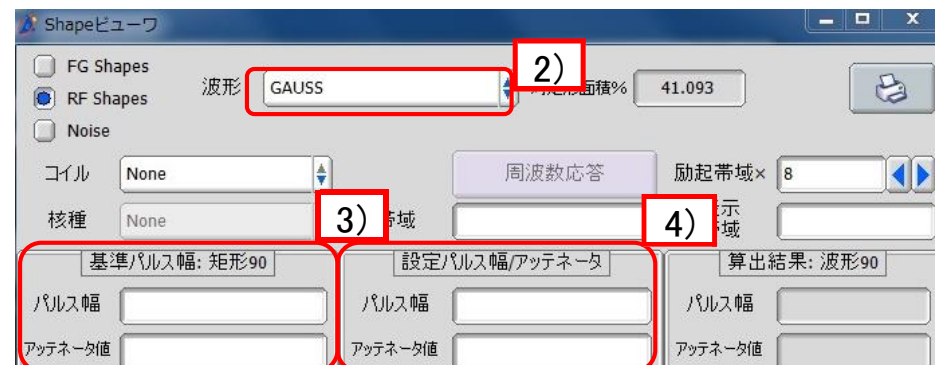 Shapeビューワ
FG Shapes
RF Shapes
Noise
波形 GAUSS
2)
形面積% 41.093
コイル None
周波数応答
励起帯域× 8
核種 None
3)
帯域
4)
示
域
基準パルス幅: 矩形90
設定パルス幅/アッテネータ
算出結果: 波形90
パルス幅
パルス幅
パルス幅
アッテネータ値
アッテネータ値
アッテネータ値